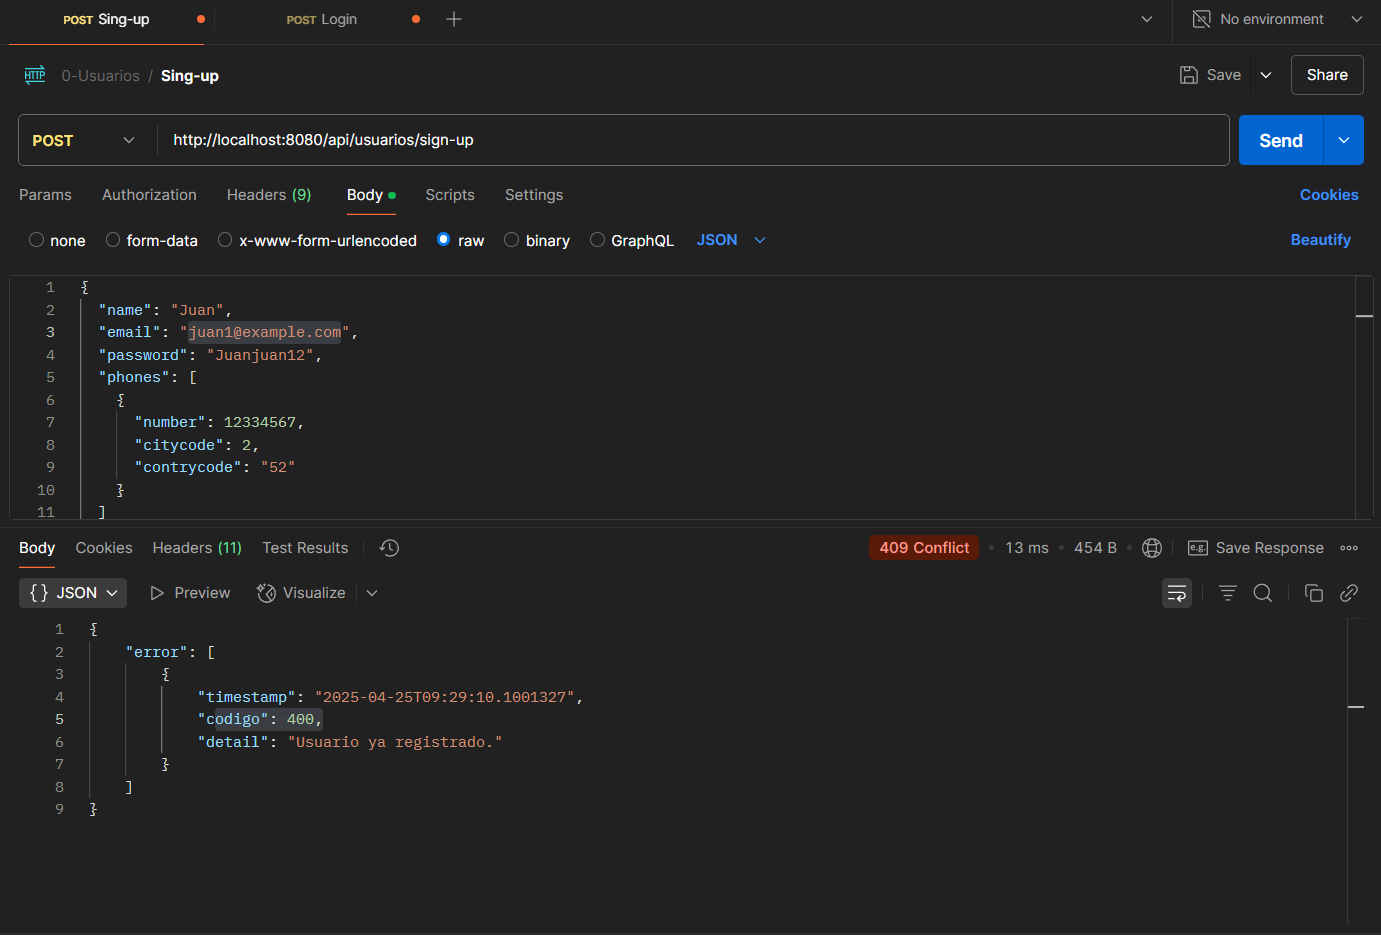 POST Sing-up POST Login No environment
HTTP 0-Usuarios / Sing-up Save Share
POST http://localhost:8080/api/usuarios/sign-up Send
Params Authorization Headers (9) Body Scripts Settings Cookies
none form-data x-www-form-urlencoded raw binary GraphQL JSON Beautify
1 {
2 "name": "Juan",
3 "email": "juan1@example.com",
4 "password": "Juanjuan12",
5 "phones": [
6 {
7 "number": 12334567,
8 "citycode": 2,
9 "contrycode": "52"
10 }
11 ]
Body Cookies Headers (11) Test Results 409 Conflict 13 ms 454 B e.g. Save Response
{} JSON Preview Visualize
1 {
2 "error": [
3 {
4 "timestamp": "2025-04-25T09:29:10.1001327",
5 "codigo": 400,
6 "detail": "Usuario ya registrado."
7 }
8 ]
9 }